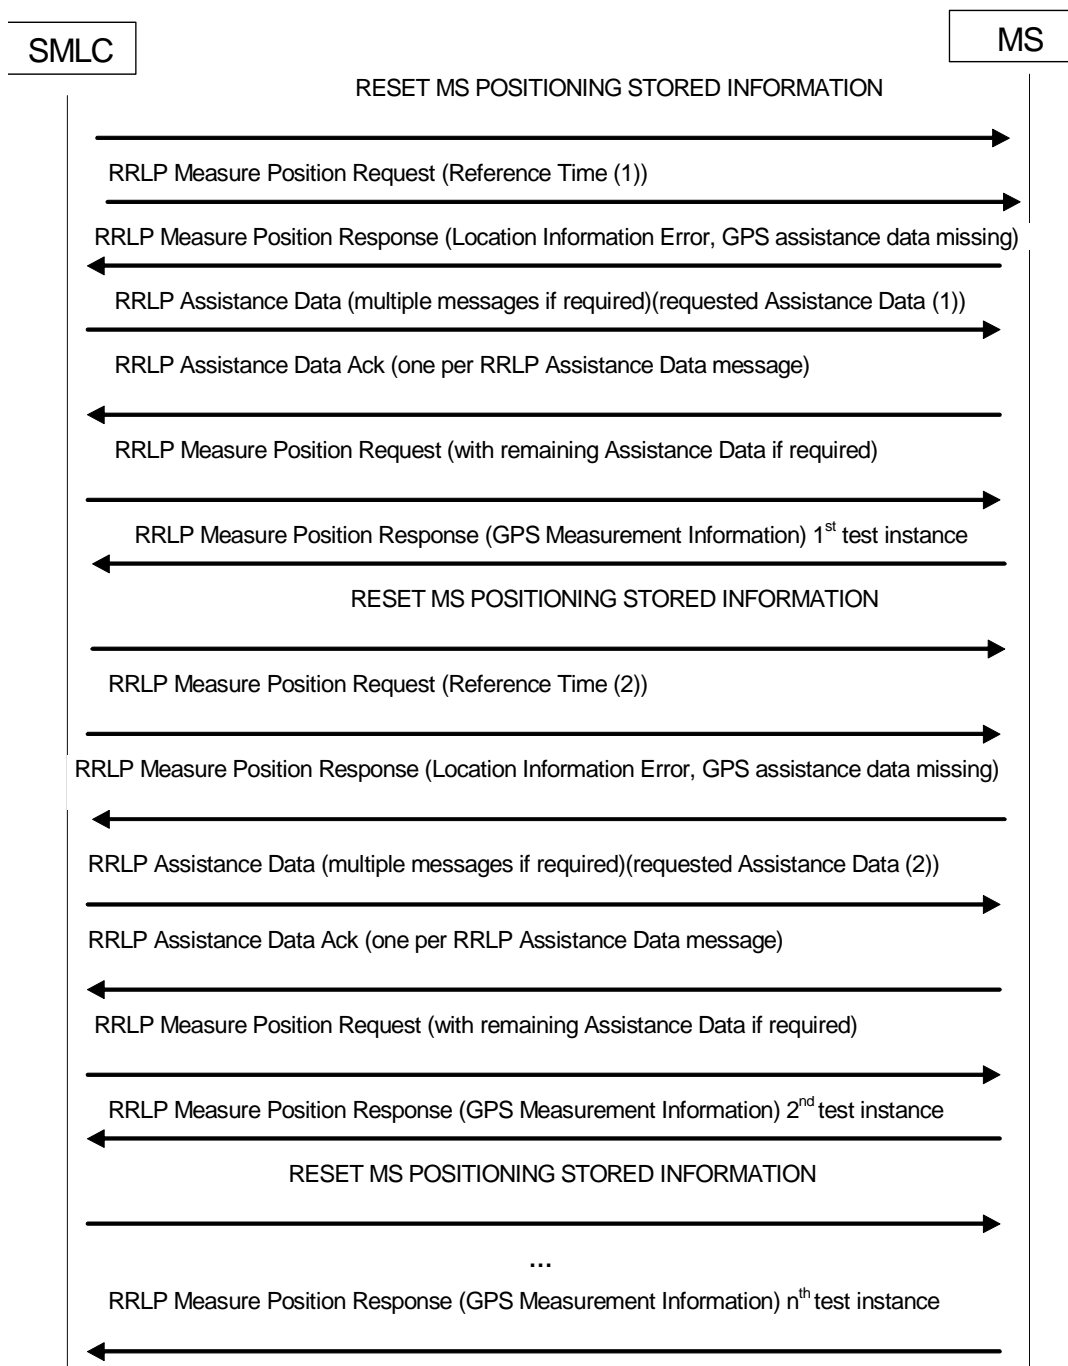 SMLC
MS
RESET MS POSITIONING STORED INFORMATION
RRLP Measure Position Request (Reference Time (1))
RRLP Measure Position Response (Location Information Error, GPS assistance data missing)
RRLP Assistance Data (multiple messages if required)(requested Assistance Data (1))
RRLP Assistance Data Ack (one per RRLP Assistance Data message)
RRLP Measure Position Request (with remaining Assistance Data if required)
RRLP Measure Position Response (GPS Measurement Information) 1st test instance
RESET MS POSITIONING STORED INFORMATION
RRLP Measure Position Request (Reference Time (2))
RRLP Measure Position Response (Location Information Error, GPS assistance data missing)
RRLP Assistance Data (multiple messages if required)(requested Assistance Data (2))
RRLP Assistance Data Ack (one per RRLP Assistance Data message)
RRLP Measure Position Request (with remaining Assistance Data if required)
RRLP Measure Position Response (GPS Measurement Information) 2nd test instance
RESET MS POSITIONING STORED INFORMATION
...
RRLP Measure Position Response (GPS Measurement Information) nth test instance